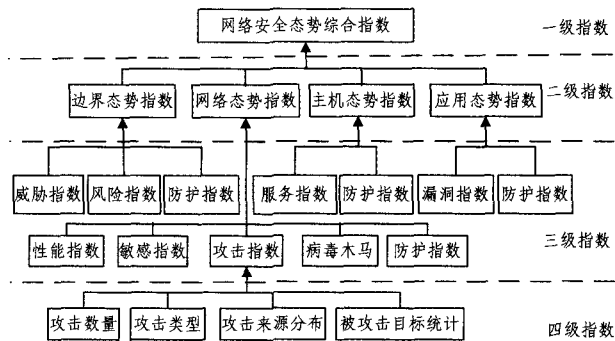 网络安全态势综合指数
一级指数
边界态势指数 网络态势指数 主机态势指数 应用态势指数
二级指数
威胁指数 风险指数 防护指数 服务指数 防护指数 漏洞指数 防护指数
三级指数
性能指数 敏感指数 攻击指数 病毒木马 防护指数
攻击数量 攻击类型 攻击来源分布 被攻击目标统计
四级指数